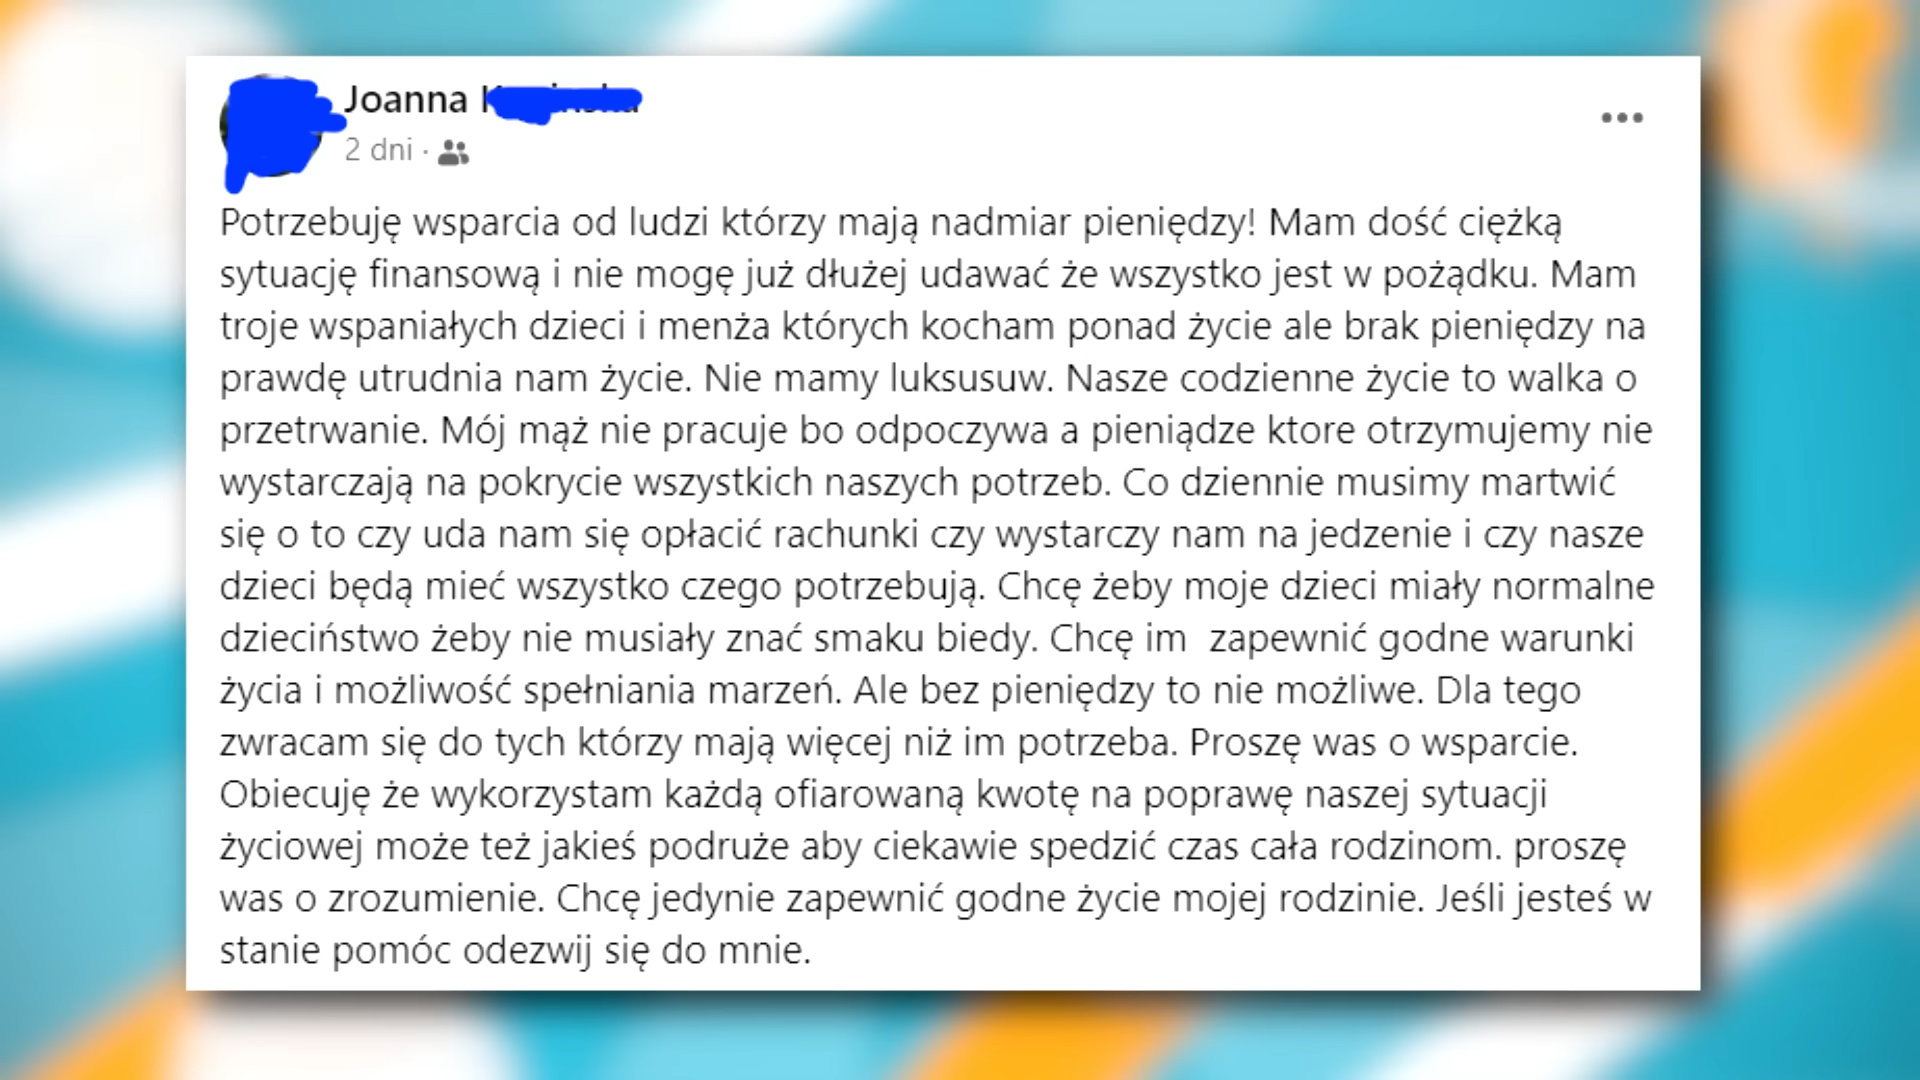 Joanna
2 dni ·
Potrzebuję wsparcia od ludzi którzy mają nadmiar pieniędzy! Mam dość ciężką
sytuację finansową i nie mogę już dłużej udawać że wszystko jest w pożądku. Mam
troje wspaniałych dzieci i menża których kocham ponad życie ale brak pieniędzy na
prawdę utrudnia nam życie. Nie mamy luksusuw. Nasze codzienne życie to walka o
przetrwanie. Mój mąż nie pracuje bo odpoczywa a pieniądze ktore otrzymujemy nie
wystarczają na pokrycie wszystkich naszych potrzeb. Co dziennie musimy martwić
się o to czy uda nam się opłacić rachunki czy wystarczy nam na jedzenie i czy nasze
dzieci będą mieć wszystko czego potrzebują. Chcę żeby moje dzieci miały normalne
dzieciństwo żeby nie musiały znać smaku biedy. Chcę im  zapewnić godne warunki
życia i możliwość spełniania marzeń. Ale bez pieniędzy to nie możliwe. Dla tego
zwracam się do tych którzy mają więcej niż im potrzeba. Proszę was o wsparcie.
Obiecuję że wykorzystam każdą ofiarowaną kwotę na poprawę naszej sytuacji
życiowej może też jakieś podruże aby ciekawie spedzić czas cała rodzinom. proszę
was o zrozumienie. Chcę jedynie zapewnić godne życie mojej rodzinie. Jeśli jesteś w
stanie pomóc odezwij się do mnie.